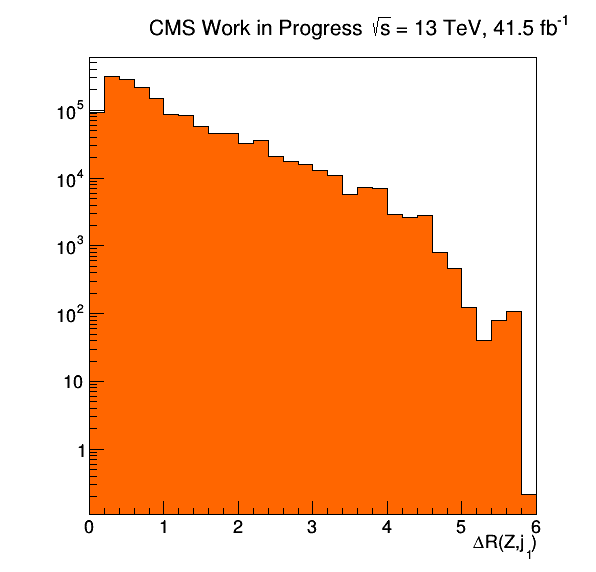 CMS Work in Progress √s = 13 TeV, 41.5 fb⁻¹
10⁵
10⁴
10³
10²
10
1
0 1 2 3 4 5 6
ΔR(Z,j₁)